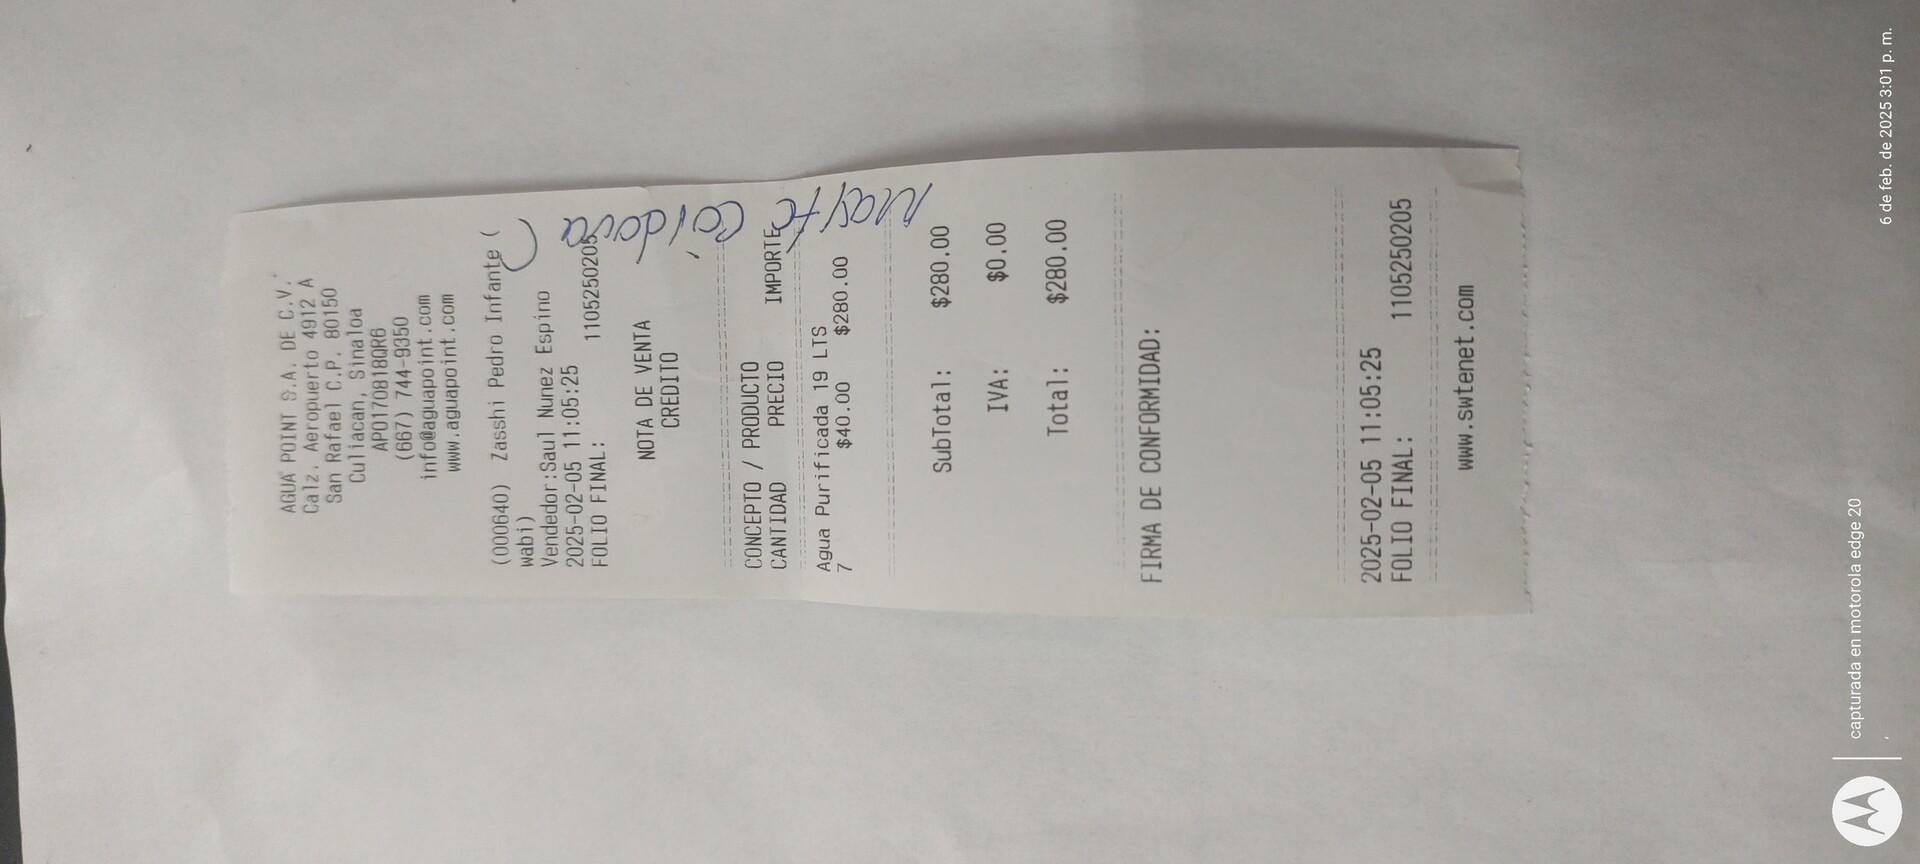 AGUA POINT S.A. DE C.V.
Calz. Aeropuerto 4912 A
San Rafael C.P. 80150
Culiacan, Sinaloa
APO170818QR6
(667) 744-9350
info@aguapoint.com
www.aguapoint.com
(000640) Zasshi Pedro Infante (
wabi)
Vendedor:Saul Nunez Espino
2025-02-05 11:05:25
FOLIO FINAL: 1105250205
NOTA DE VENTA
CREDITO
CONCEPTO / PRODUCTO
CANTIDAD PRECIO IMPORTE
Agua Purificada 19 LTS
7 $40.00 $280.00
SubTotal: $280.00
IVA: $0.00
Total: $280.00
FIRMA DE CONFORMIDAD:
2025-02-05 11:05:25
FOLIO FINAL: 1105250205
www.swtenet.com
Córdova
capturada en motorola edge 20
6 de feb. de 2025 3:01 p. m.